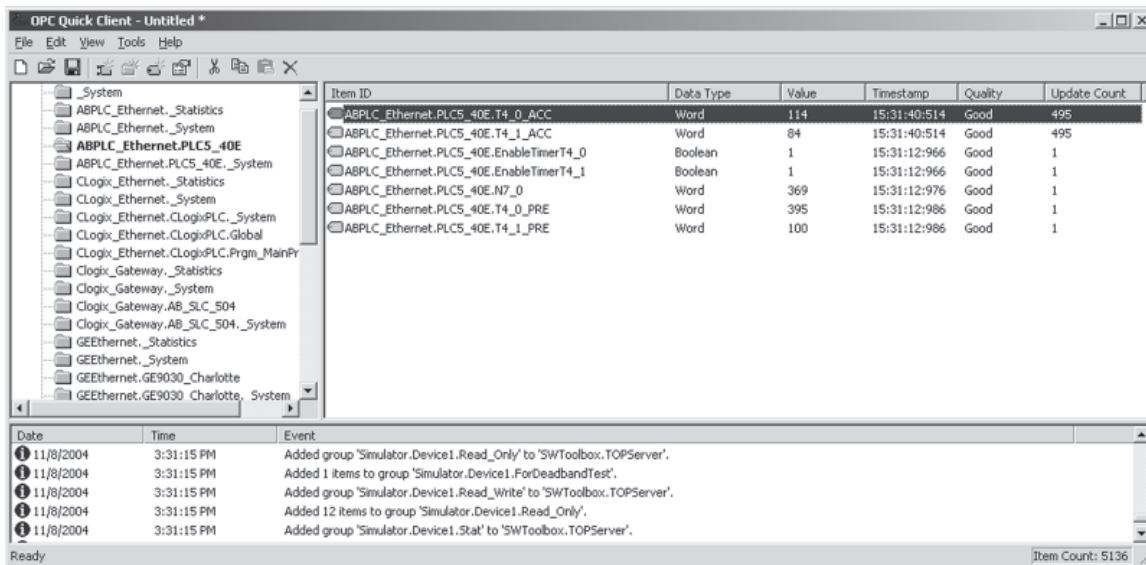 OPC Quick Client - Untitled *
File Edit View Tools Help
_System
ABPLC_Ethernet._Statistics
ABPLC_Ethernet._System
ABPLC_Ethernet.PLC5_40E
ABPLC_Ethernet.PLC5_40E._System
CLogix_Ethernet._Statistics
CLogix_Ethernet._System
CLogix_Ethernet.CLogixPLC._System
CLogix_Ethernet.CLogixPLC.Global
CLogix_Ethernet.CLogixPLC.Prgm_MainPr
Clogix_Gateway._Statistics
Clogix_Gateway._System
Clogix_Gateway.AB_SLC_504
Clogix_Gateway.AB_SLC_504._System
GEEthernet._Statistics
GEEthernet._System
GEEthernet.GE9030_Charlotte
GEEthernet.GE9030_Charlotte._System
Item ID Data Type Value Timestamp Quality Update Count
ABPLC_Ethernet.PLC5_40E.T4_0_ACC Word 114 15:31:40:514 Good 495
ABPLC_Ethernet.PLC5_40E.T4_1_ACC Word 84 15:31:40:514 Good 495
ABPLC_Ethernet.PLC5_40E.EnableTimerT4_0 Boolean 1 15:31:12:966 Good 1
ABPLC_Ethernet.PLC5_40E.EnableTimerT4_1 Boolean 1 15:31:12:966 Good 1
ABPLC_Ethernet.PLC5_40E.N7_0 Word 369 15:31:12:976 Good 1
ABPLC_Ethernet.PLC5_40E.T4_0_PRE Word 395 15:31:12:986 Good 1
ABPLC_Ethernet.PLC5_40E.T4_1_PRE Word 100 15:31:12:986 Good 1
Date Time Event
11/8/2004 3:31:15 PM Added group 'Simulator.Device1.Read_Only' to 'SWToolbox.TOPServer'.
11/8/2004 3:31:15 PM Added 1 items to group 'Simulator.Device1.ForDeadbandTest'.
11/8/2004 3:31:15 PM Added group 'Simulator.Device1.Read_Write' to 'SWToolbox.TOPServer'.
11/8/2004 3:31:15 PM Added 12 items to group 'Simulator.Device1.Read_Only'.
11/8/2004 3:31:15 PM Added group 'Simulator.Device1.Stat' to 'SWToolbox.TOPServer'.
Ready Item Count: 5136